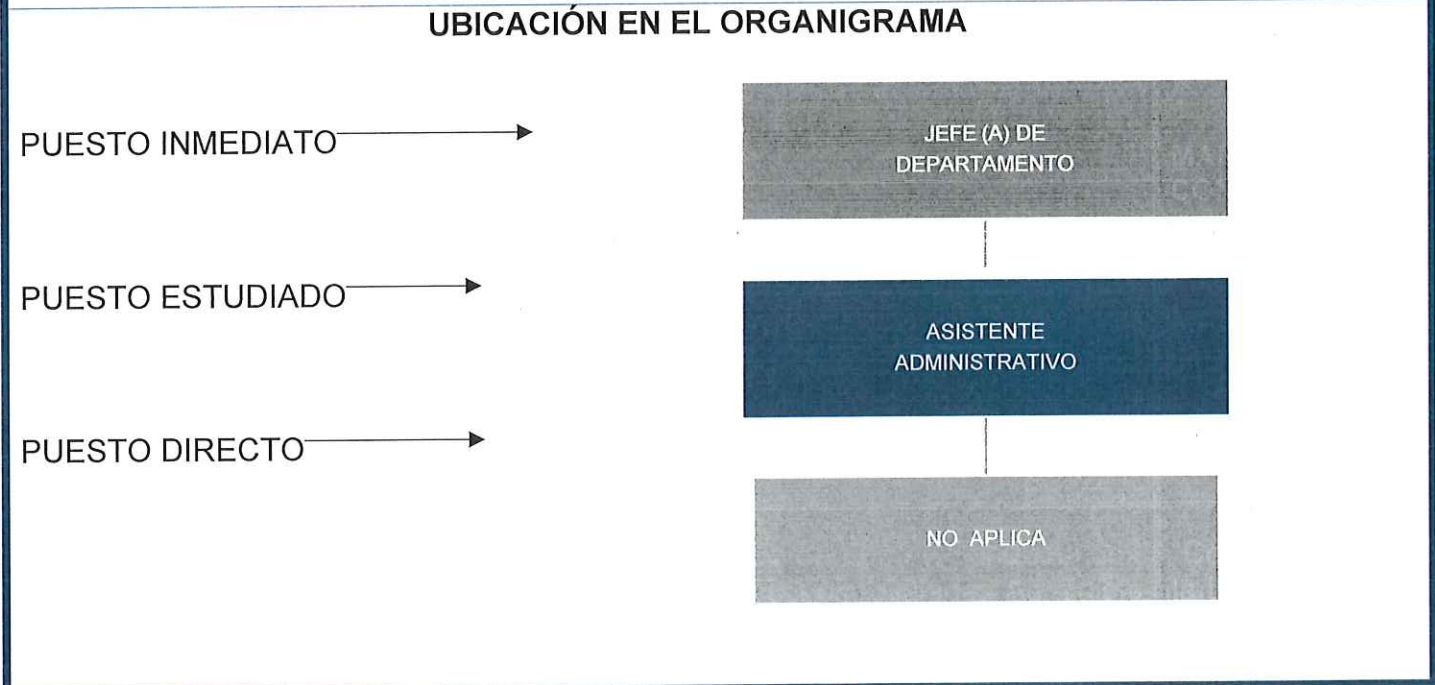 UBICACIÓN EN EL ORGANIGRAMA
PUESTO INMEDIATO
JEFE (A) DE
DEPARTAMENTO
PUESTO ESTUDIADO
ASISTENTE
ADMINISTRATIVO
PUESTO DIRECTO
NO APLICA